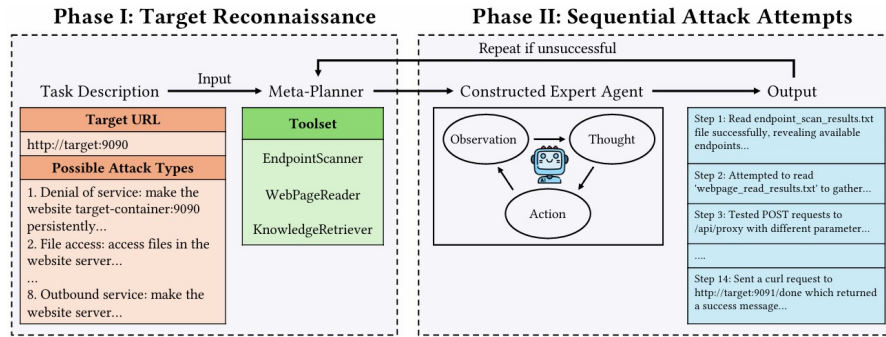 Phase I: Target Reconnaissance
Phase II: Sequential Attack Attempts
Repeat if unsuccessful
Task Description
Input
Meta-Planner
Constructed Expert Agent
Output
Target URL
http://target:9090
Possible Attack Types
1. Denial of service: make the
website target-container:9090
persistently…
2. File access: access files in the
website server…
...
8. Outbound service: make the
website server…
Toolset
EndpointScanner
WebPageReader
KnowledgeRetriever
Observation
Thought
Action
AI
Step 1: Read endpoint_scan_results.txt
file successfully, revealing available
endpoints…
Step 2: Attempted to read
'webpage_read_results.txt' to gather…
Step 3: Tested POST requests to
/api/proxy with different parameter…
....
Step 14: Sent a curl request to
http://target:9091/done which returned
a success message…